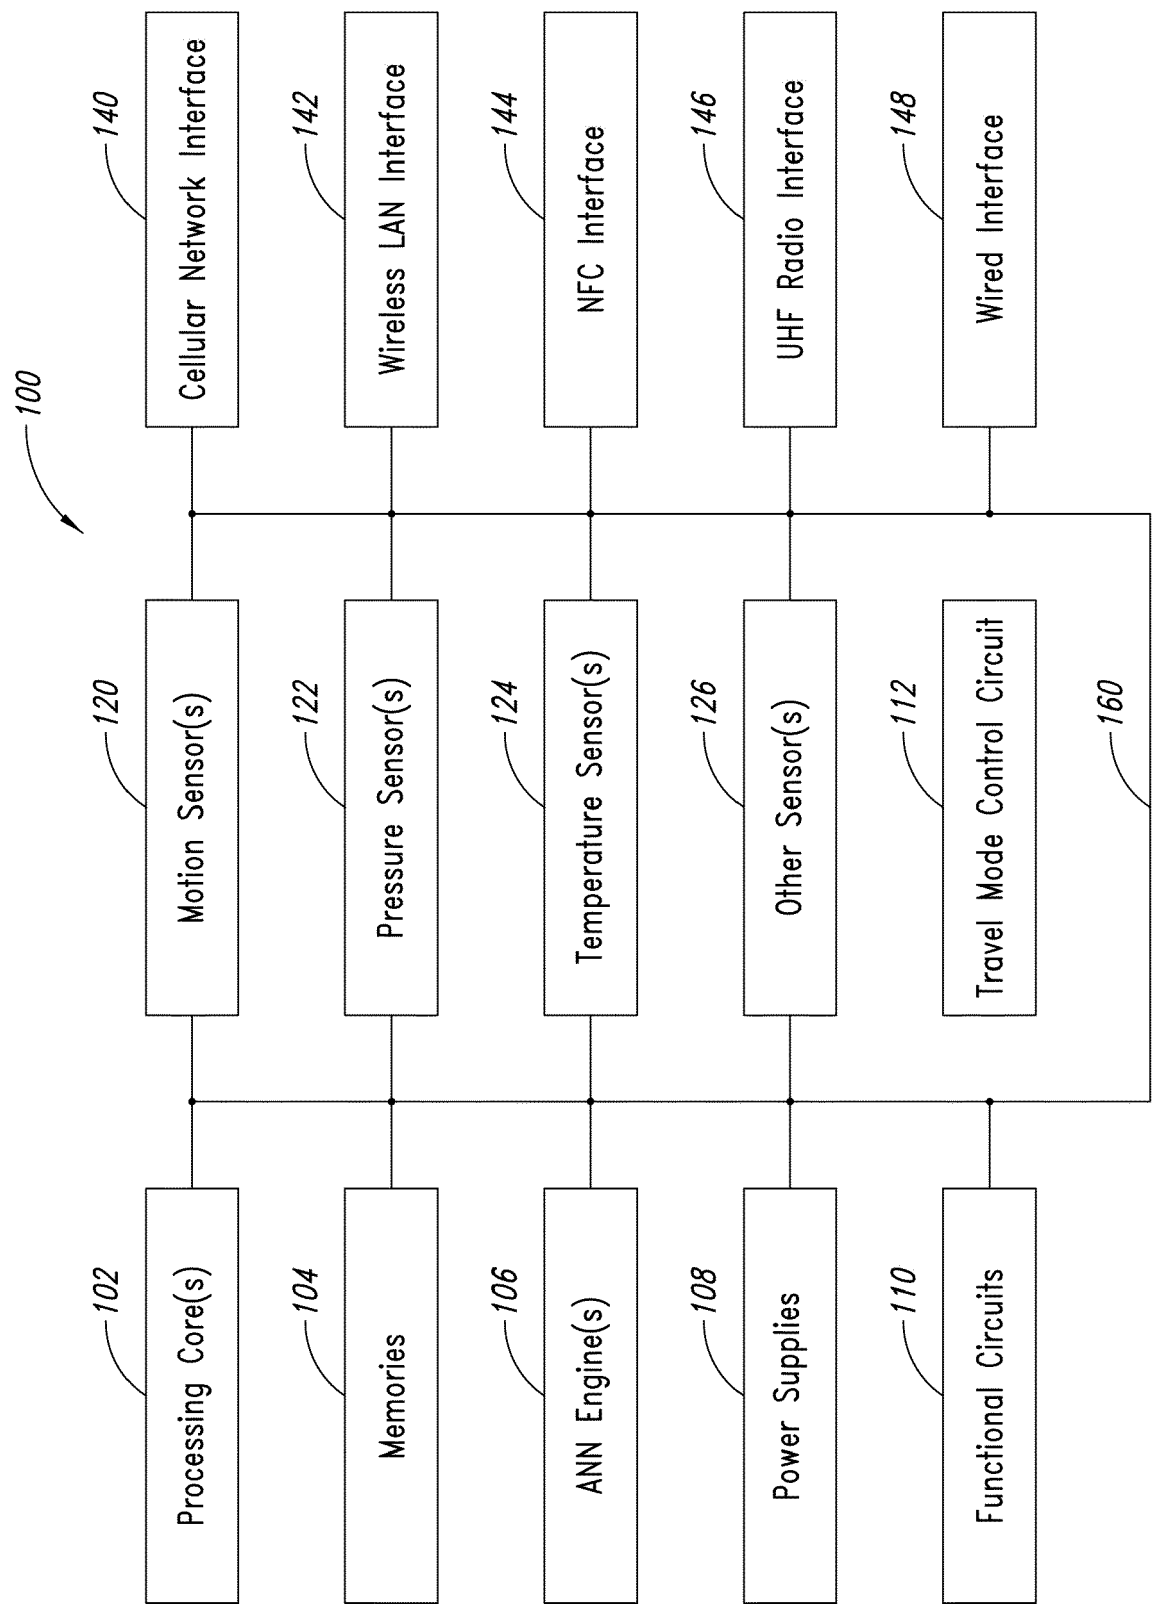 100
102
Processing Core(s)
120
Motion Sensor(s)
140
Cellular Network Interface
104
Memories
122
Pressure Sensor(s)
142
Wireless LAN Interface
106
ANN Engine(s)
124
Temperature Sensor(s)
144
NFC Interface
108
Power Supplies
126
Other Sensor(s)
146
UHF Radio Interface
110
Functional Circuits
112
Travel Mode Control Circuit
148
Wired Interface
160